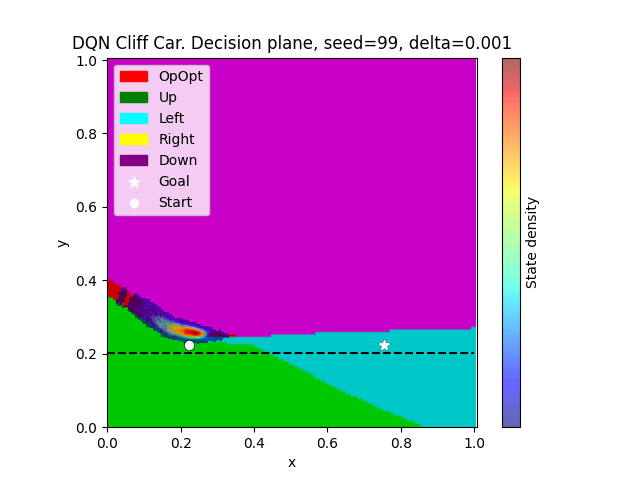 DQN Cliff Car. Decision plane, seed=99, delta=0.001
OpOpt
Up
Left
Right
Down
Goal
Start
1.0
0.8
0.6
0.4
0.2
0.0
y
0.0 0.2 0.4 0.6 0.8 1.0
x
State density